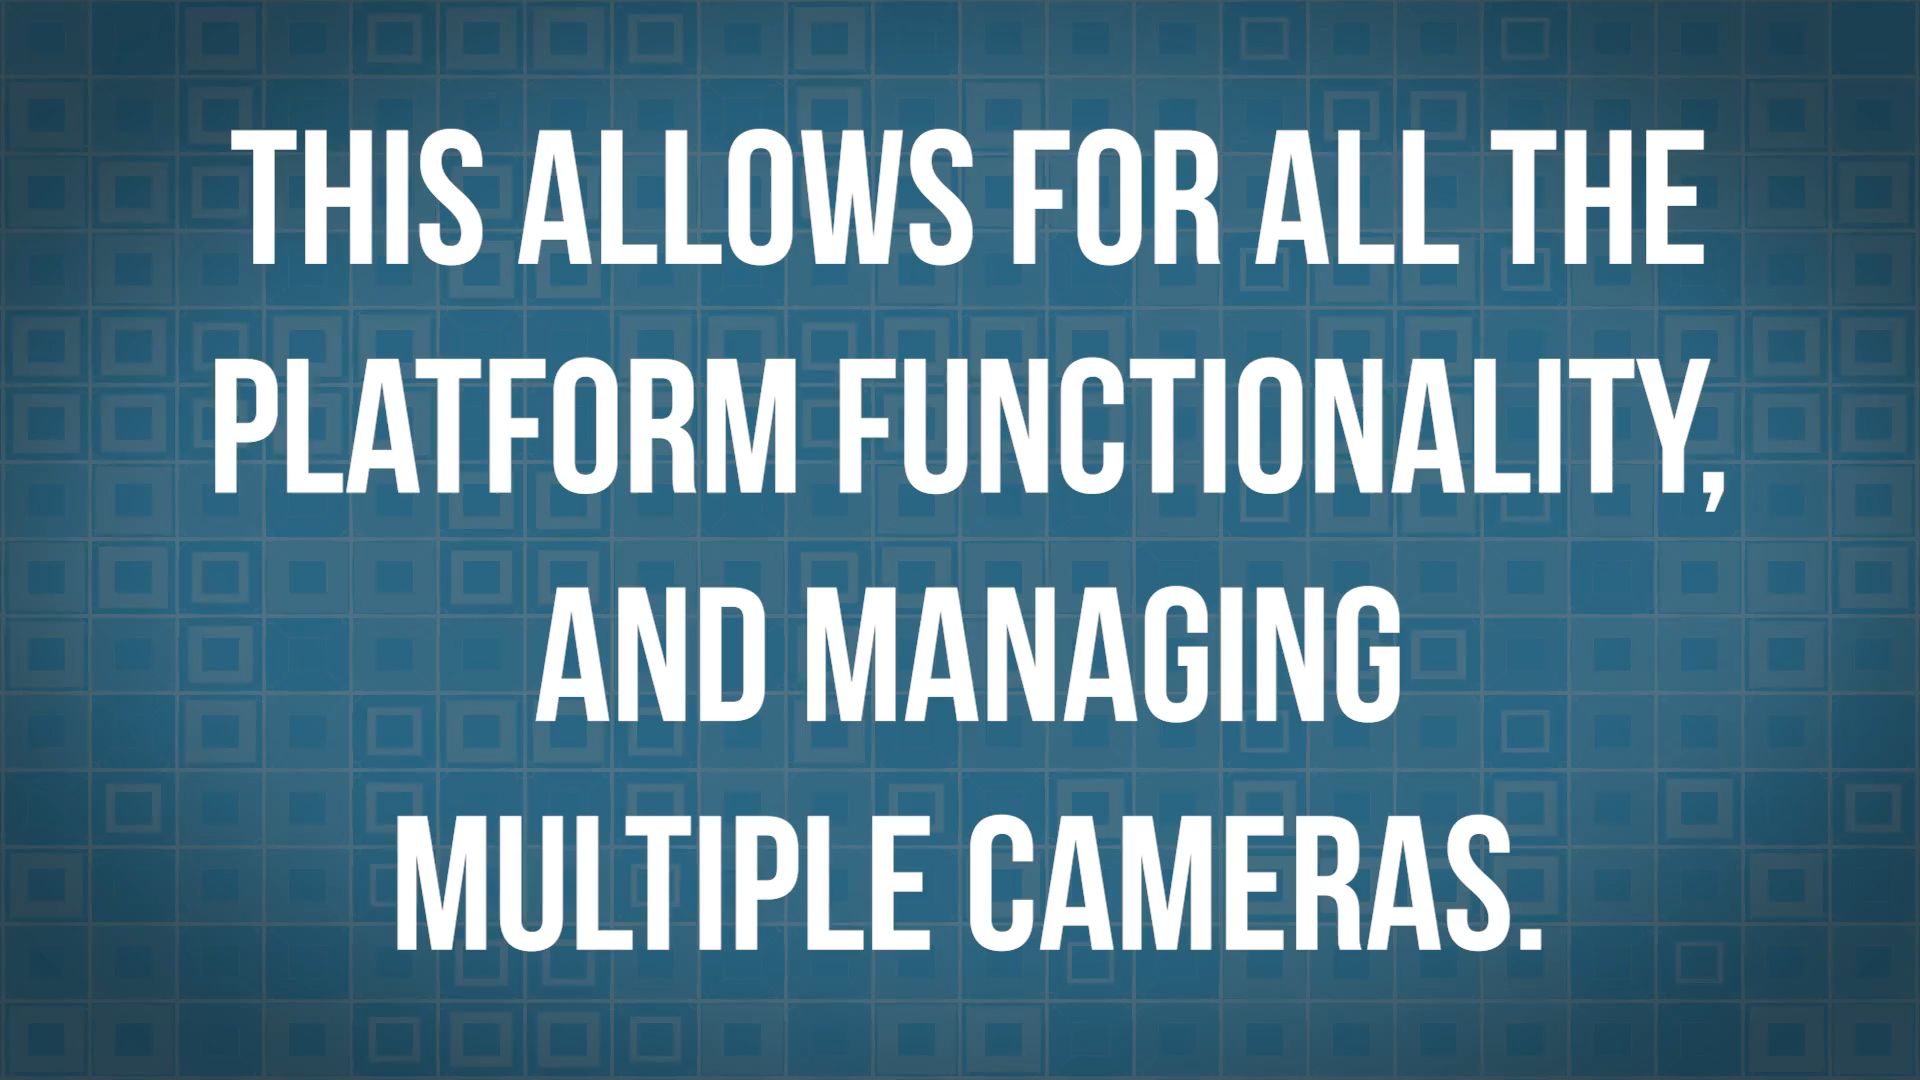 THIS ALLOWS FOR ALL THE
PLATFORM FUNCTIONALITY,
AND MANAGING
MULTIPLE CAMERAS.